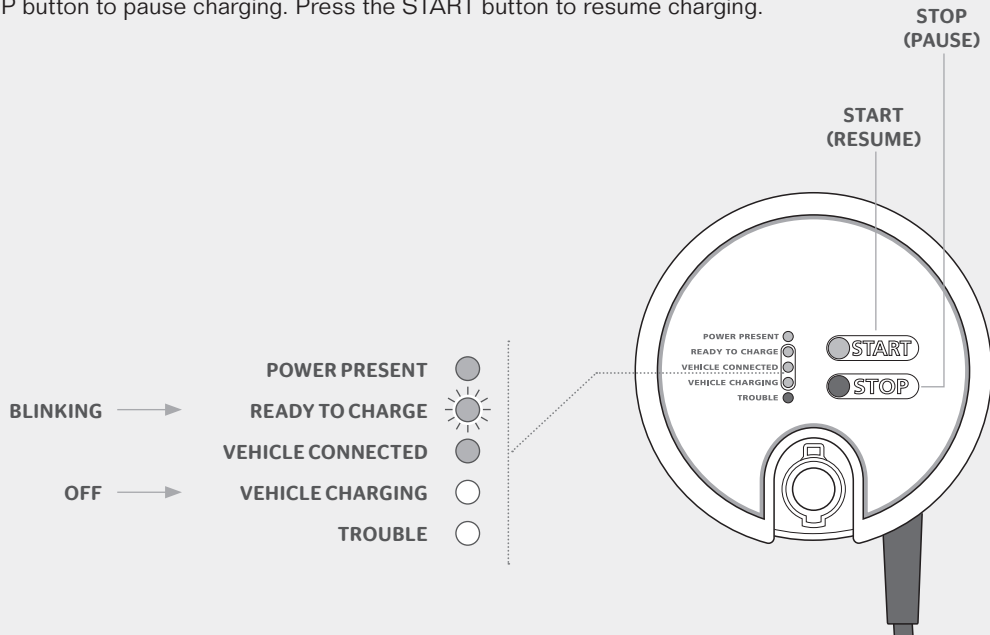 P button to pause charging. Press the START button to resume charging.
STOP
(PAUSE)
START
(RESUME)
POWER PRESENT
READY TO CHARGE
VEHICLE CONNECTED
VEHICLE CHARGING
TROUBLE
START
STOP
POWER PRESENT
BLINKING
READY TO CHARGE
VEHICLE CONNECTED
OFF
VEHICLE CHARGING
TROUBLE